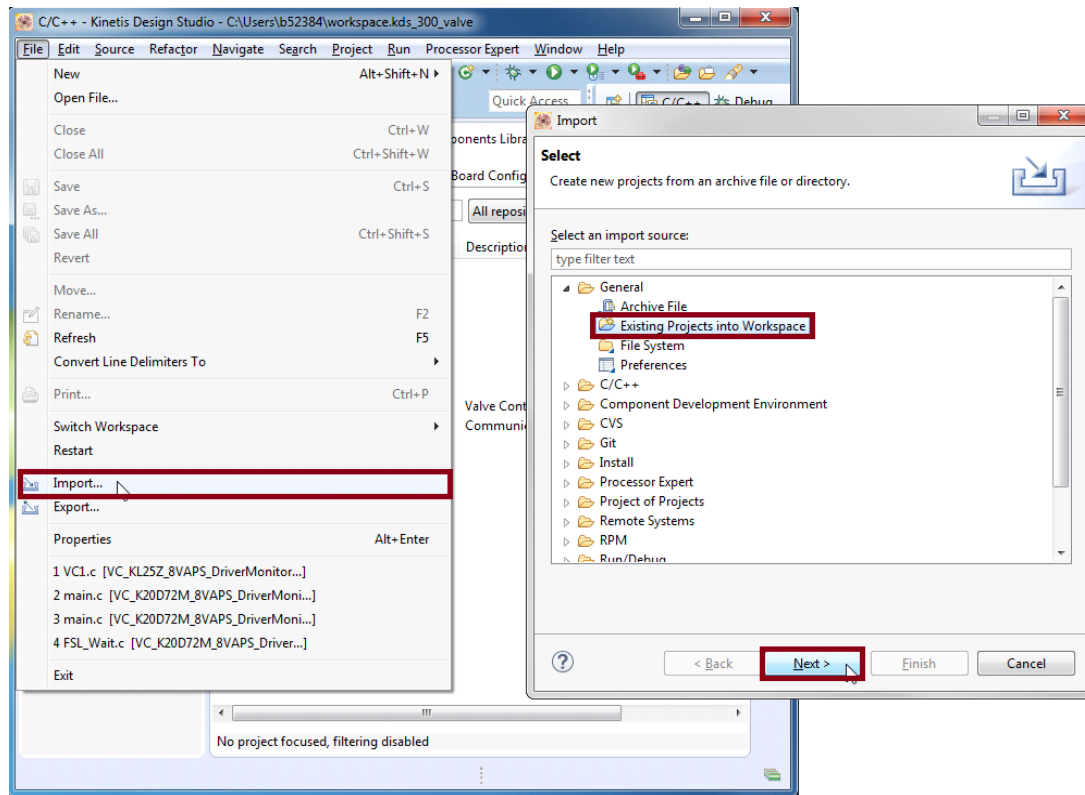 C/C++ - Kinetis Design Studio - C:\Users\b52384\workspace.kds_300_valve
File Edit Source Refactor Navigate Search Project Run Processor Expert Window Help
New Alt+Shift+N
Open File...
Quick Access
C/C++
Debug
Close Ctrl+W
Close All Ctrl+Shift+W
Save Ctrl+S
Save As...
Save All Ctrl+Shift+S
Revert
Move...
Rename... F2
Refresh F5
Convert Line Delimiters To
Print... Ctrl+P
Switch Workspace
Restart
Import...
Export...
Properties Alt+Enter
1 VC1.c [VC_KL25Z_8VAPS_DriverMonitor...]
2 main.c [VC_K20D72M_8VAPS_DriverMoni...]
3 main.c [VC_K20D72M_8VAPS_DriverMoni...]
4 FSL_Wait.c [VC_K20D72M_8VAPS_Driver...]
Exit
ponents Libra
Board Config
All reposi
Description
Valve Cont
Communi
No project focused, filtering disabled
Import
Select
Create new projects from an archive file or directory.
Select an import source:
type filter text
General
Archive File
Existing Projects into Workspace
File System
Preferences
C/C++
Component Development Environment
CVS
Git
Install
Processor Expert
Project of Projects
Remote Systems
RPM
Run/Debug
?
< Back Next > Finish Cancel